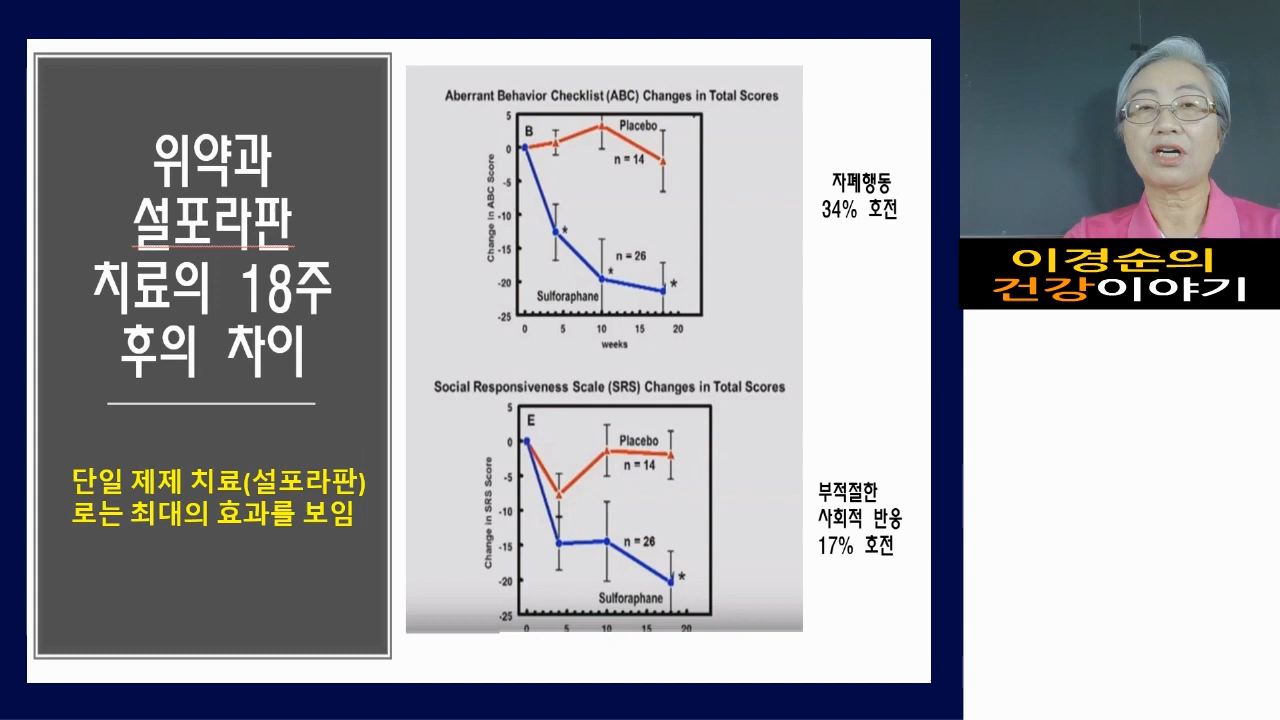 위약과
설포라판
치료의 18주
후의 차이
단일 제제 치료(설포라판)
로는 최대의 효과를 보임
Aberrant Behavior Checklist (ABC) Changes in Total Scores
B
Placebo
n = 14
n = 26
Sulforaphane
Change in ABC Score
5
0
-5
-10
-15
-20
-25
0 5 10 15 20
weeks
Social Responsiveness Scale (SRS) Changes in Total Scores
E
Placebo
n = 14
n = 26
Sulforaphane
Change in SRS Score
5
0
-5
-10
-15
-20
-25
0 5 10 15 20
자폐행동
34% 호전
부적절한
사회적 반응
17% 호전
이경순의
건강이야기